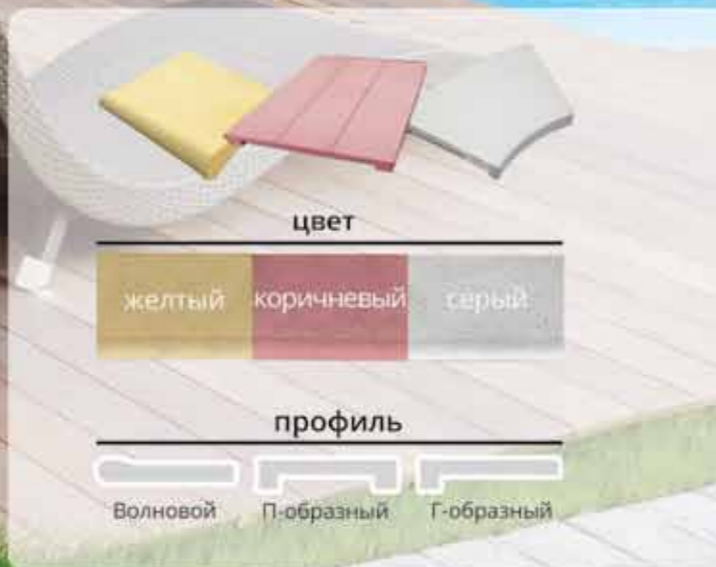 цвет
желтый коричневый серый
профиль
Волновой П-образный Г-образный